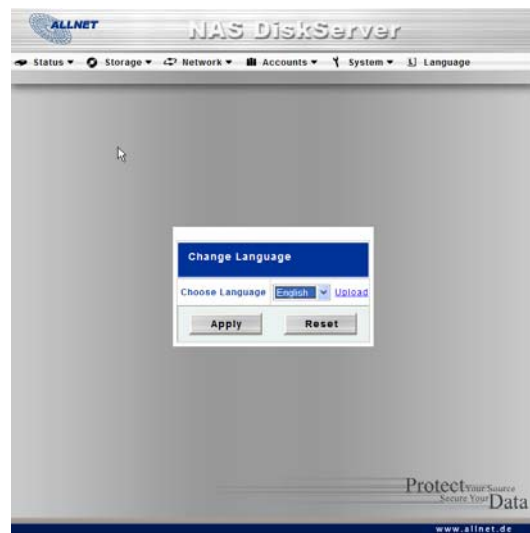 ALLNET
NAS DiskServer
Status Storage Network Accounts System Language
Change Language
Choose Language English Upload
Apply Reset
Protect Your Source
Secure Your Data
www.allnet.de